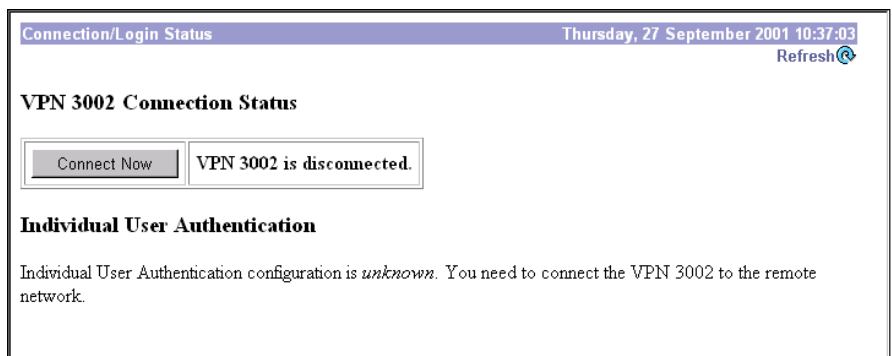 Connection/Login Status
Thursday, 27 September 2001 10:37:03
Refresh
VPN 3002 Connection Status
Connect Now
VPN 3002 is disconnected.
Individual User Authentication
Individual User Authentication configuration is unknown. You need to connect the VPN 3002 to the remote
network.